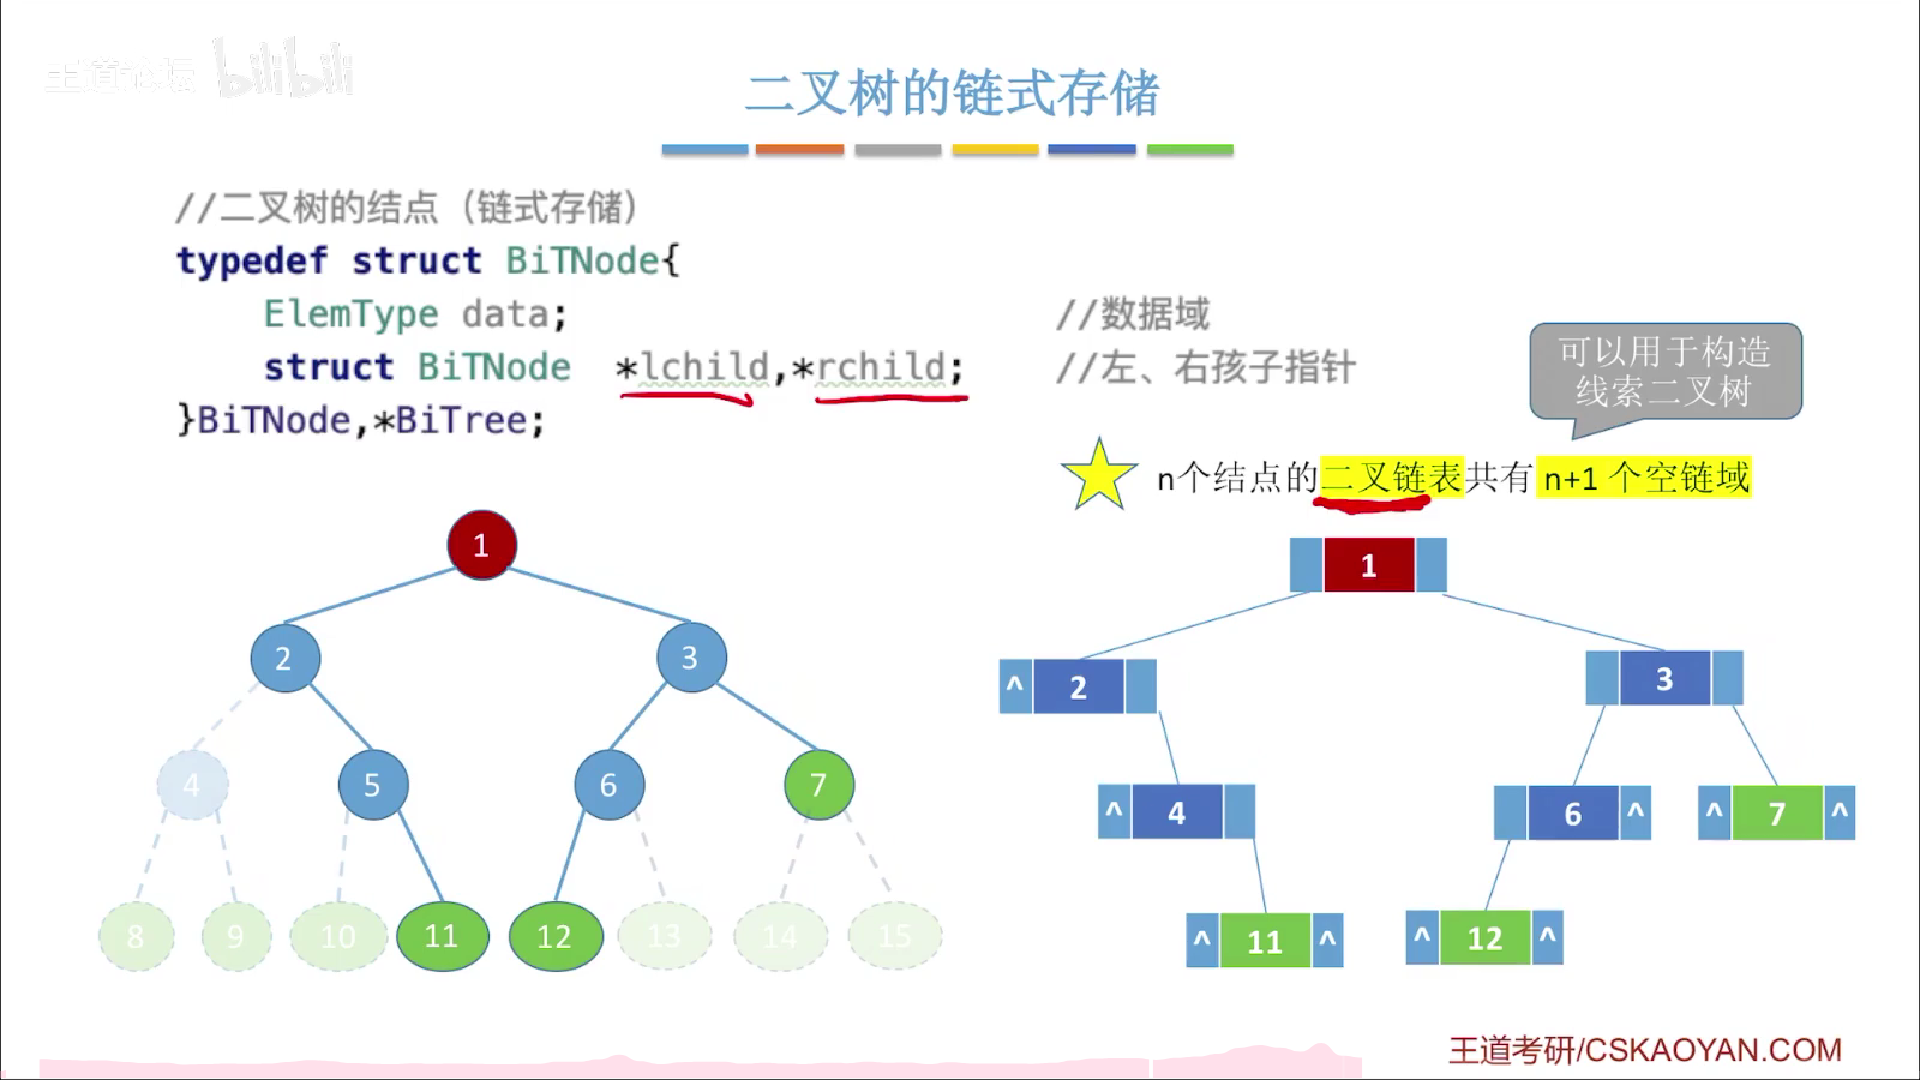 王道论坛 bilibili
二叉树的链式存储
//二叉树的结点（链式存储）
typedef struct BiTNode{
ElemType data; //数据域
struct BiTNode *lchild,*rchild; //左、右孩子指针
}BiTNode,*BiTree;
可以用于构造
线索二叉树
n个结点的二叉链表共有 n+1 个空链域
1
2 3
4 5 6 7
8 9 10 11 12 13 14 15
1
^ 2 3
^ 4 6 ^ ^ 7 ^
^ 11 ^ ^ 12 ^
王道考研/CSKAOYAN.COM